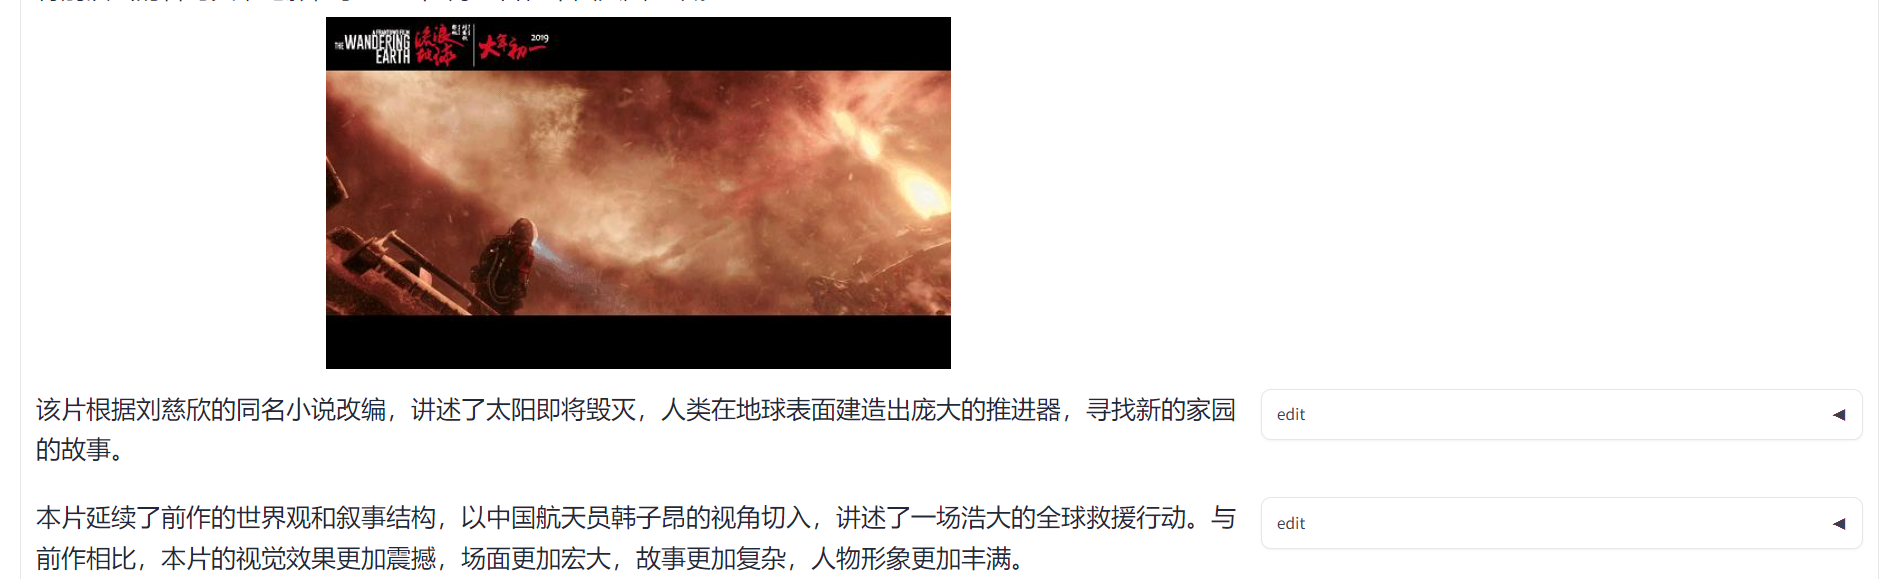 A FRANT GWO FILM
THE WANDERING EARTH
流浪地球
大年初一
2019
该片根据刘慈欣的同名小说改编，讲述了太阳即将毁灭，人类在地球表面建造出庞大的推进器，寻找新的家园
edit
的故事。
本片延续了前作的世界观和叙事结构，以中国航天员韩子昂的视角切入，讲述了一场浩大的全球救援行动。与
edit
前作相比，本片的视觉效果更加震撼，场面更加宏大，故事更加复杂，人物形象更加丰满。